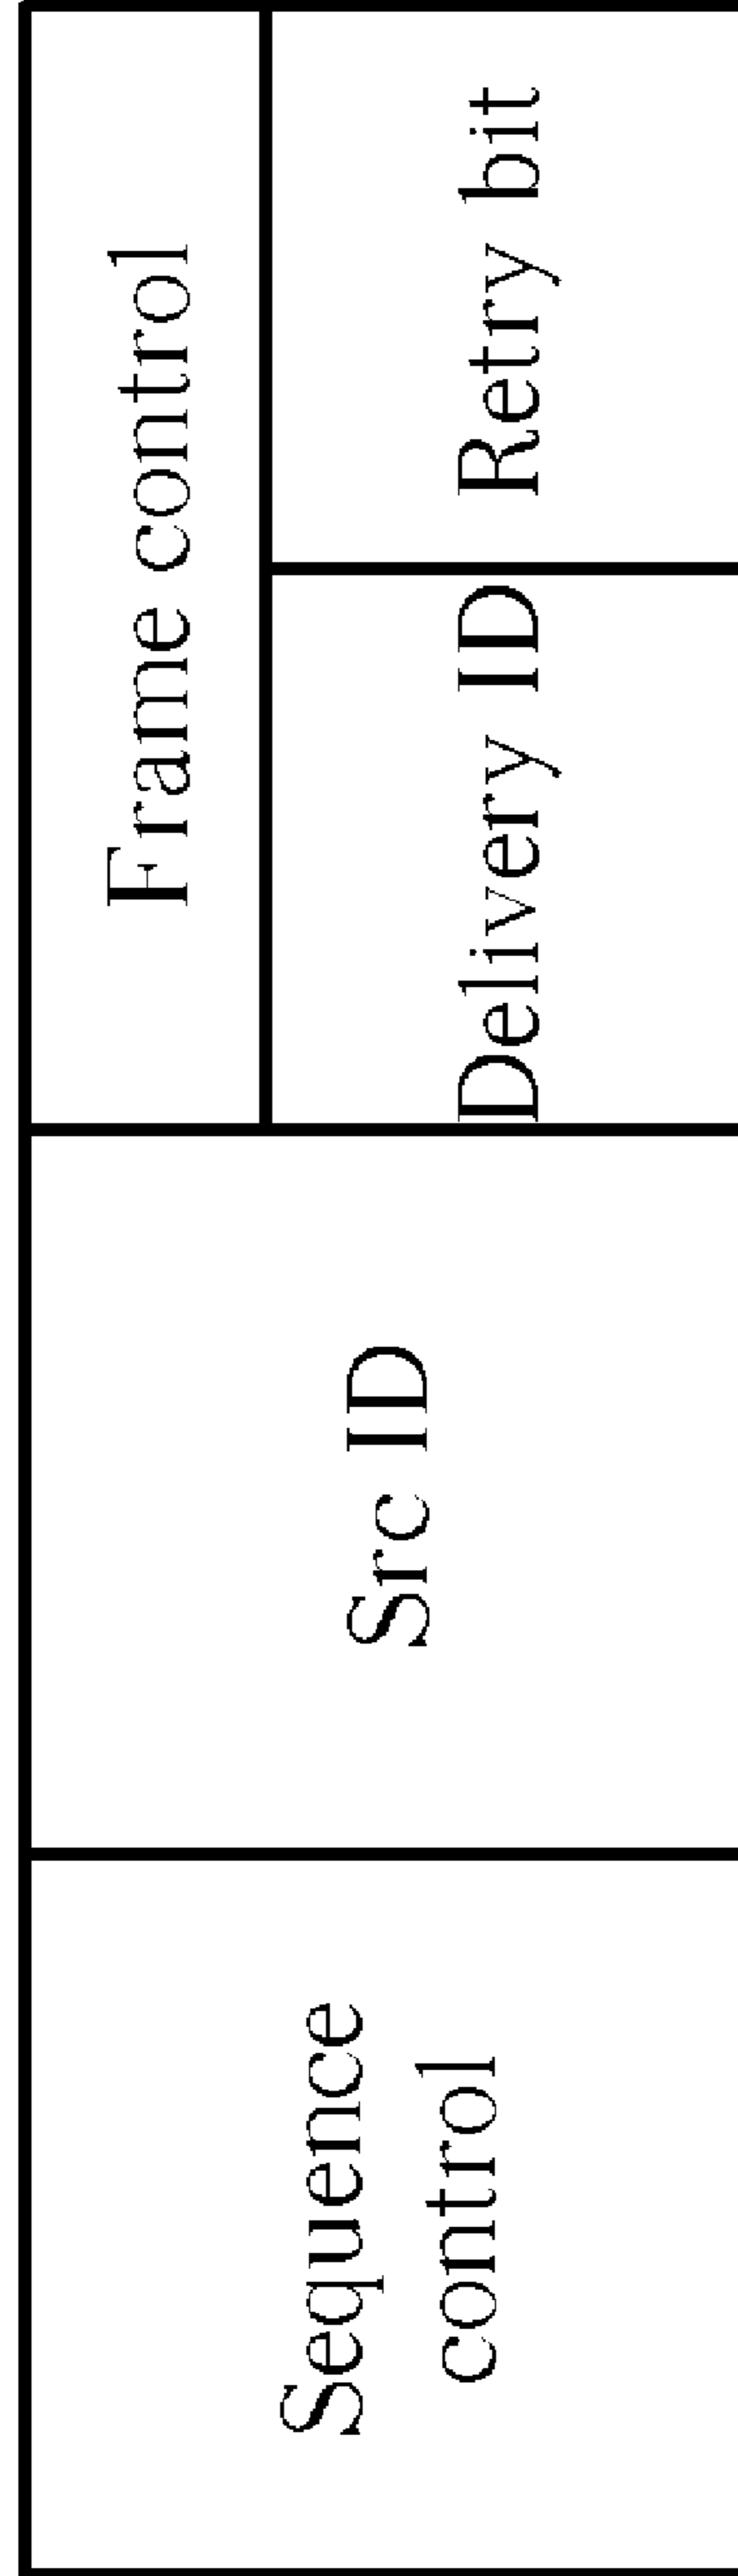 Sequence
control
Src ID
Frame control
Delivery ID
Retry bit